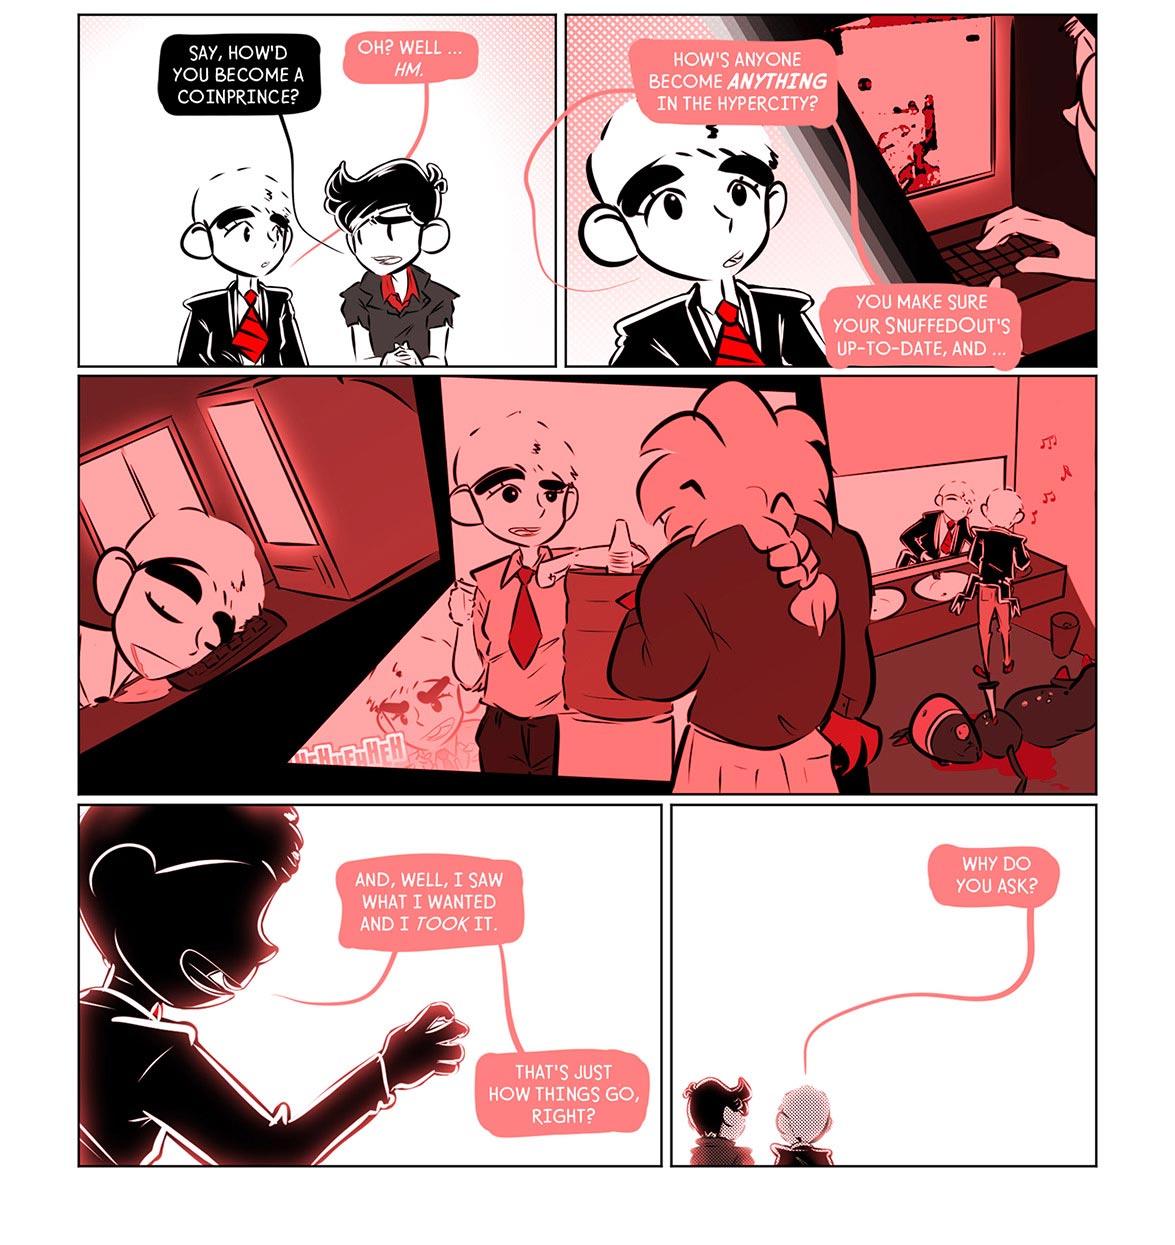 SAY, HOW'D
YOU BECOME A
COINPRINCE?
OH? WELL ...
HM.
HOW'S ANYONE
BECOME ANYTHING
IN THE HYPERCITY?
YOU MAKE SURE
YOUR SNUFFEDOUT'S
UP-TO-DATE, AND ...
HEHUEHHEH
AND, WELL, I SAW
WHAT I WANTED
AND I TOOK IT.
THAT'S JUST
HOW THINGS GO,
RIGHT?
WHY DO
YOU ASK?